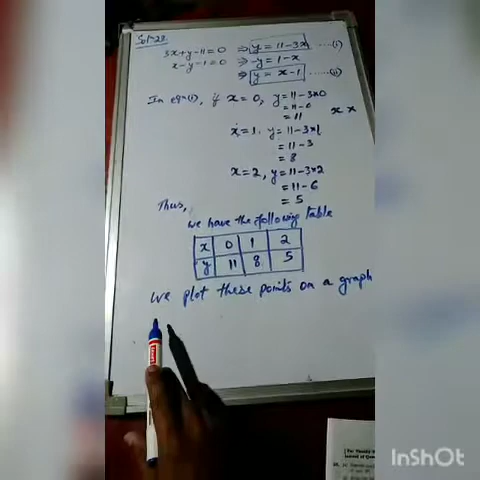 Sol-23
3x+y-11=0 ⇒ y = 11-3x .....(i)
x-y-1=0 ⇒ -y = 1-x
⇒ y = x-1 .....(ii)
In eqn(i), if x=0, y= 11-3×0
= 11-0
= 11
x x
x=1, y= 11-3×1
= 11-3
= 8
x=2, y= 11-3×2
= 11-6
= 5
Thus,
we have the following table
x 0 1 2
y 11 8 5
we plot these points on a graph
InShOt